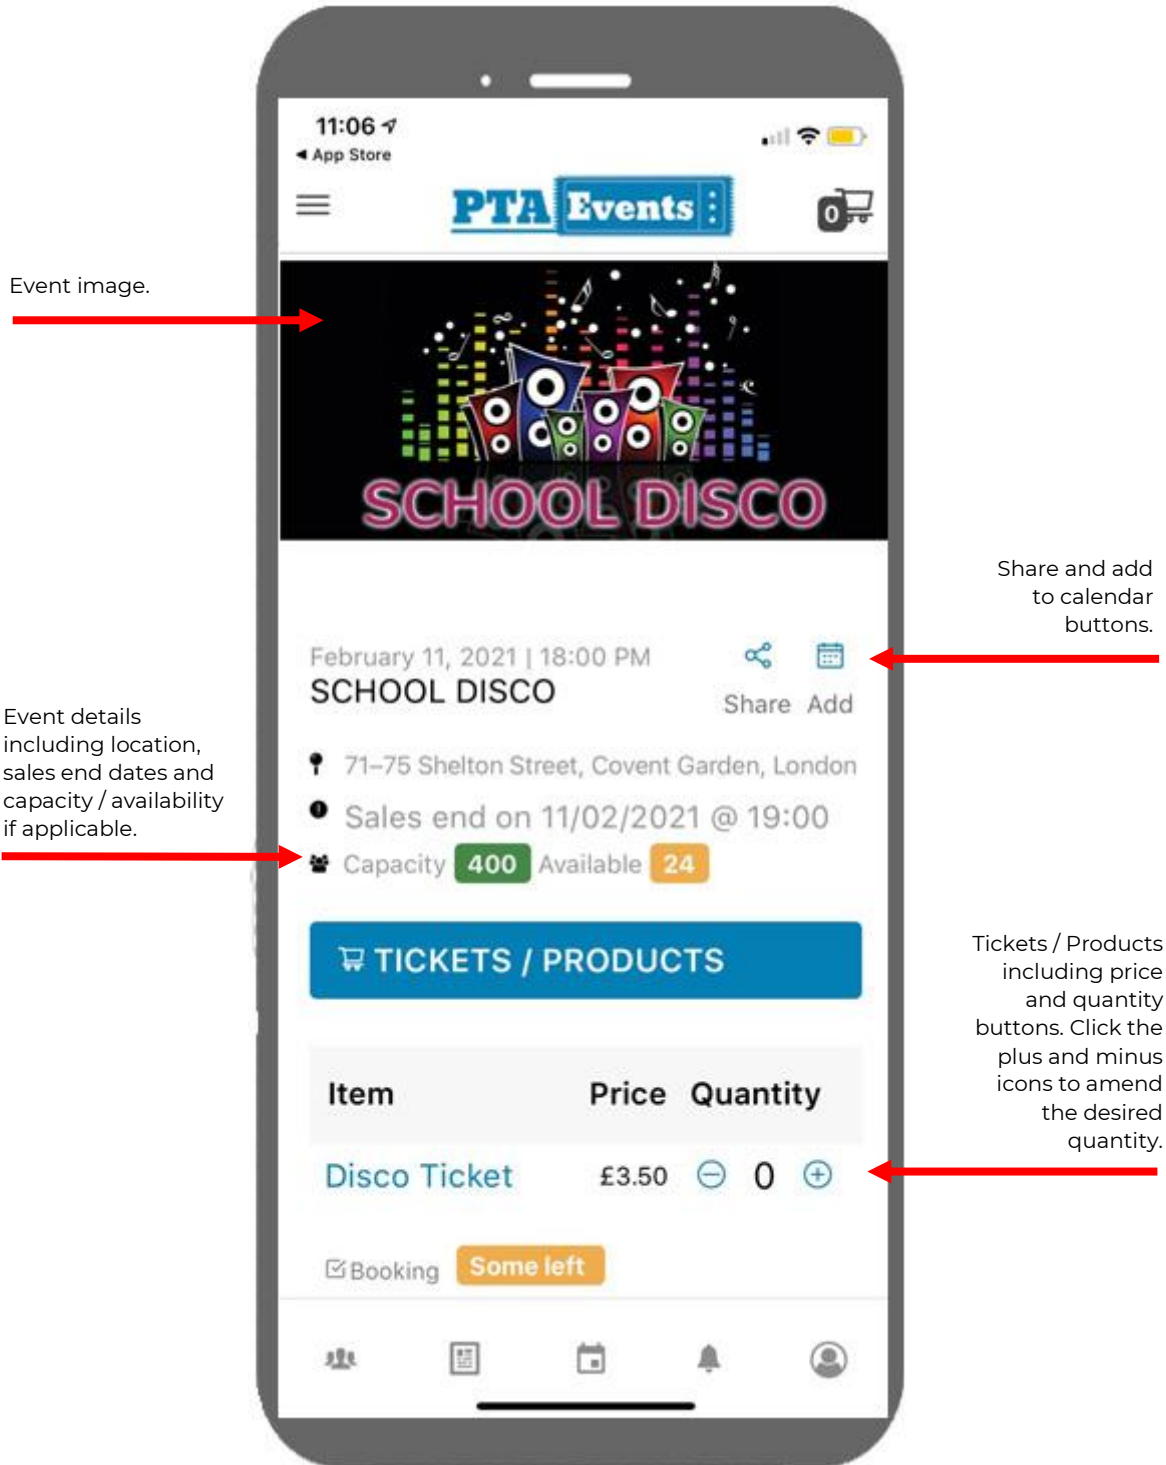 11:06
◀ App Store
PTA Events
0
Event image.
SCHOOL DISCO
Share and add
to calendar
buttons.
February 11, 2021 | 18:00 PM
SCHOOL DISCO
Share Add
Event details
including location,
sales end dates and
capacity / availability
if applicable.
71–75 Shelton Street, Covent Garden, London
Sales end on 11/02/2021 @ 19:00
Capacity 400 Available 24
TICKETS / PRODUCTS
Tickets / Products
including price
and quantity
buttons. Click the
plus and minus
icons to amend
the desired
quantity.
Item Price Quantity
Disco Ticket £3.50 0
Booking Some left